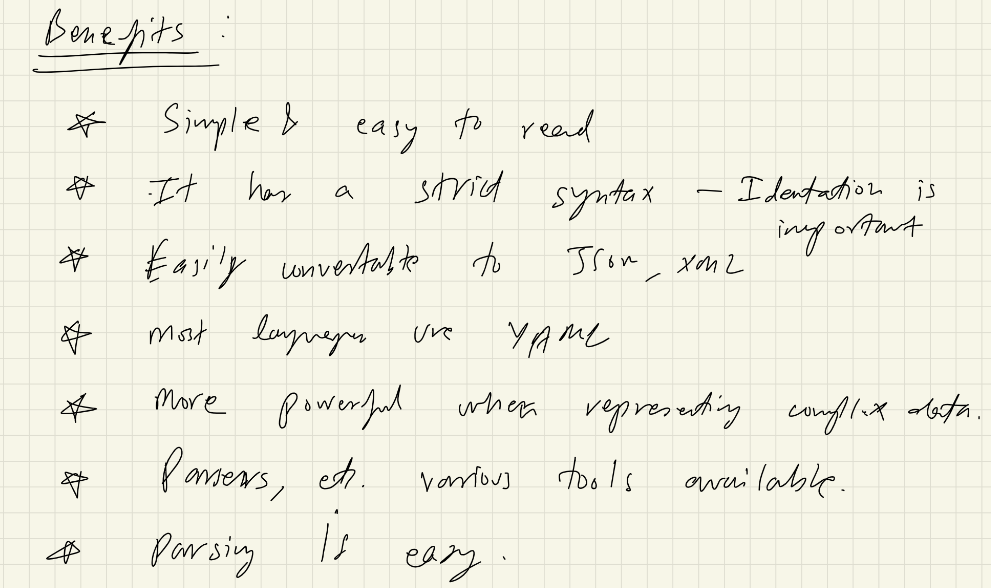 Benefits :
☆ Simple & easy to read
☆ It has a strict syntax – Identation is
important
☆ Easily convertable to JSon, XML
☆ most languages use YAML
☆ More powerful when representing complex data.
☆ Parsers, etc. various tools available.
☆ Parsing is easy.